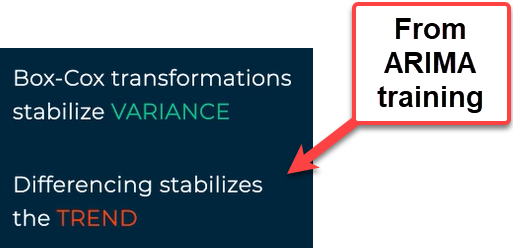 From
ARIMA
training
Box-Cox transformations
stabilize VARIANCE
Differencing stabilizes
the TREND